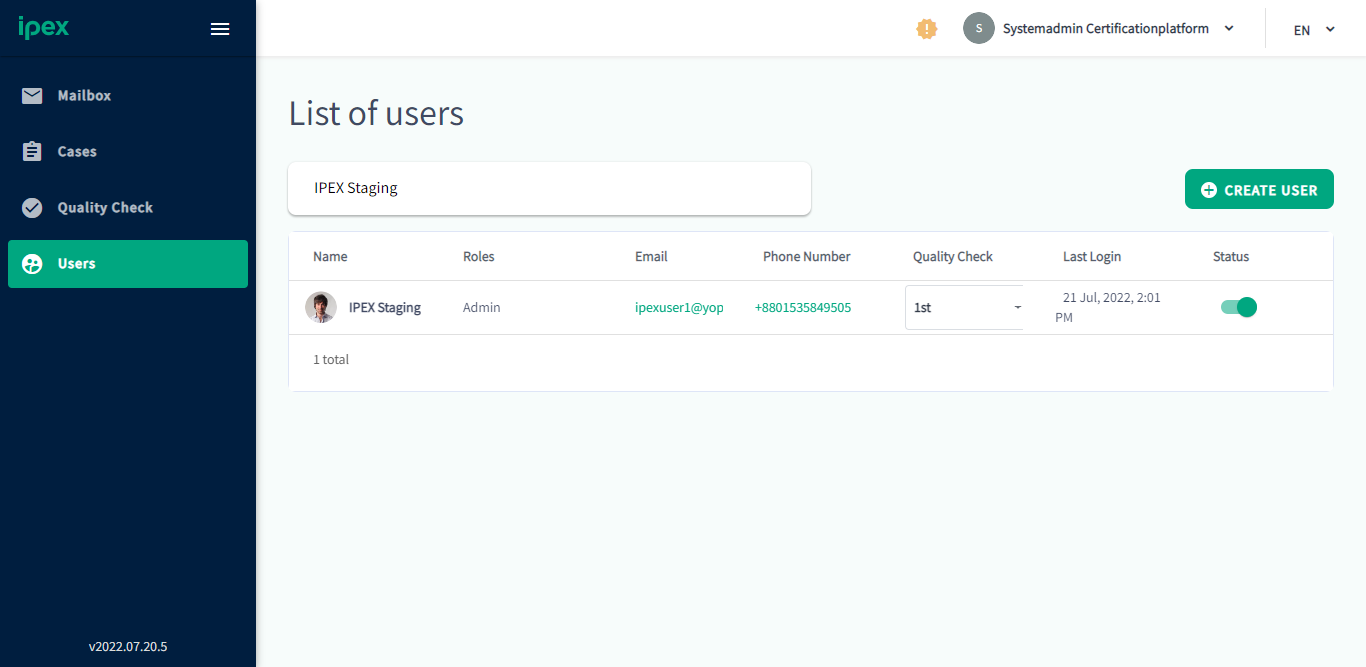 ipex
Systemadmin Certificationplatform
EN
Mailbox
Cases
Quality Check
Users
v2022.07.20.5
List of users
IPEX Staging
CREATE USER
Name Roles Email Phone Number Quality Check Last Login Status
IPEX Staging Admin ipexuser1@yop +8801535849505 1st 21 Jul, 2022, 2:01
PM
1 total
S